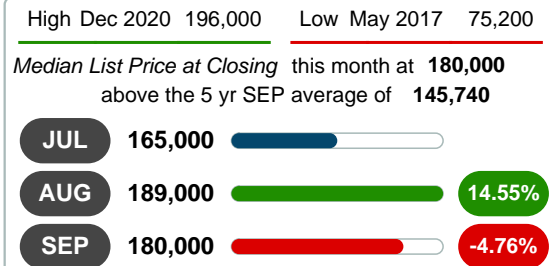 High Dec 2020 196,000 Low May 2017 75,200
Median List Price at Closing this month at 180,000
above the 5 yr SEP average of 145,740
JUL 165,000
AUG 189,000 14.55%
SEP 180,000 -4.76%